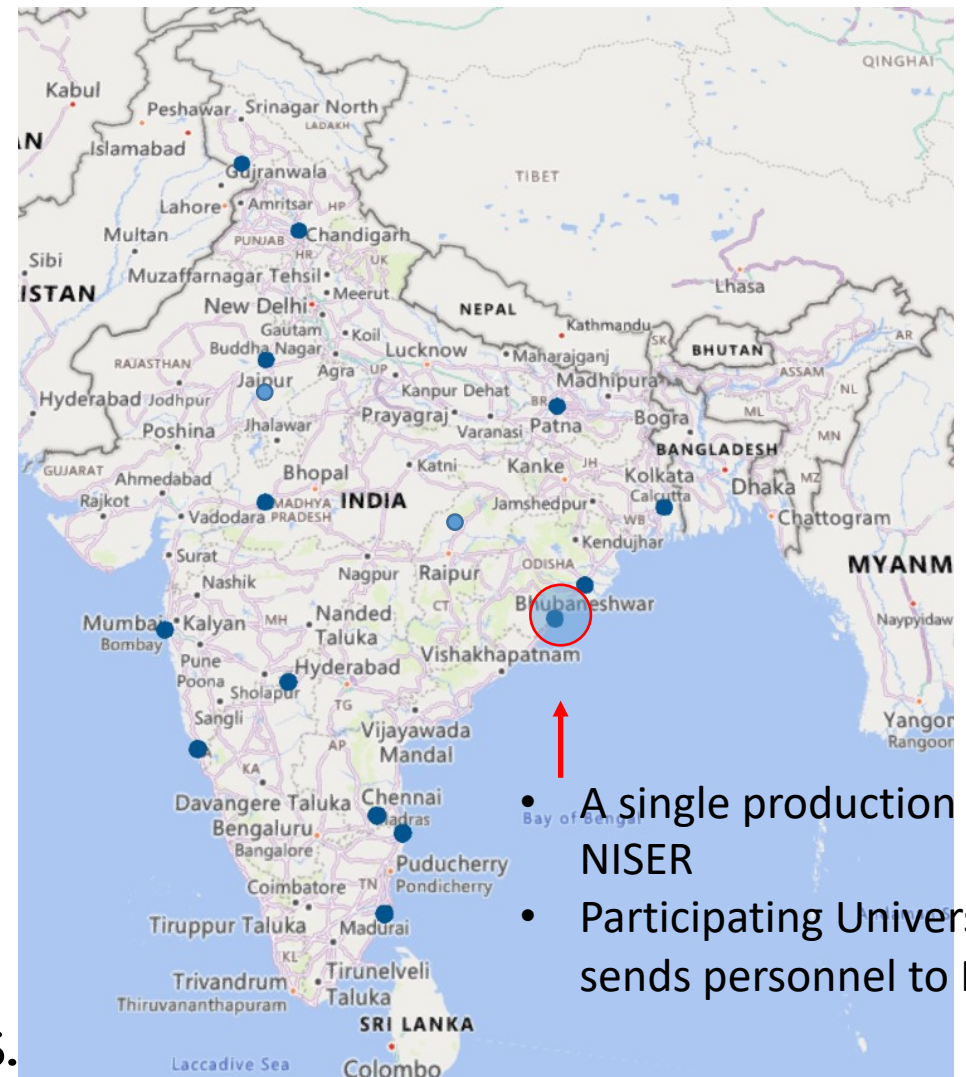 QINGHAI
Kabul
Peshawar Srinagar North
LADAKH
AN
Islamabad
Gujranwala
TIBET
Lahore Amritsar HP
Multan
PUNJAB Chandigarh
Sibi
HR UK
Muzaffarnagar Tehsil
ISTAN
Lhasa
New Delhi Meerut
NEPAL
Gautam
Buddha Nagar
Koil
Kathmandu
SK
BHUTAN
AR
RAJASTHAN
Lucknow
Maharajganj
ASSAM
Jaipur Agra UP
Madhipura
NL
Hyderabad Jodhpur
Kanpur Dehat
BR
Prayagraj
Patna
Bogra
ML
Poshina Jhalawar
Varanasi
MN
BANGLADESH
GUJARAT
Ahmedabad
Bhopal
Katni Kanke JH
Kolkata
Calcutta
Dhaka MZ
Rajkot
MADHYA
PRADESH
INDIA
Jamshedpur
Vadodara
WB
Chattogram
Kendujhar
Surat
ODISHA
MYANM
Nashik
Nagpur Raipur
CT
Bhubaneshwar
Mumbai
Bombay
Kalyan MH
Nanded
Taluka
Naypyidaw
Vishakhapatnam
Pune
Poona
Hyderabad
Sholapur
TG
Sangli
Vijayawada
Mandal
AP
Yangon
Rangoon
KA
Davangere Taluka Chennai
Madras
• A single production
Bay of Bengal
Bengaluru
Bangalore
NISER
Puducherry
Pondicherry
Coimbatore TN
• Participating Univers
Tiruppur Taluka Madurai
sends personnel to
KL
Trivandrum
Thiruvananthapuram
Tirunelveli
Taluka
SRI LANKA
s.
Laccadive Sea
Colombo